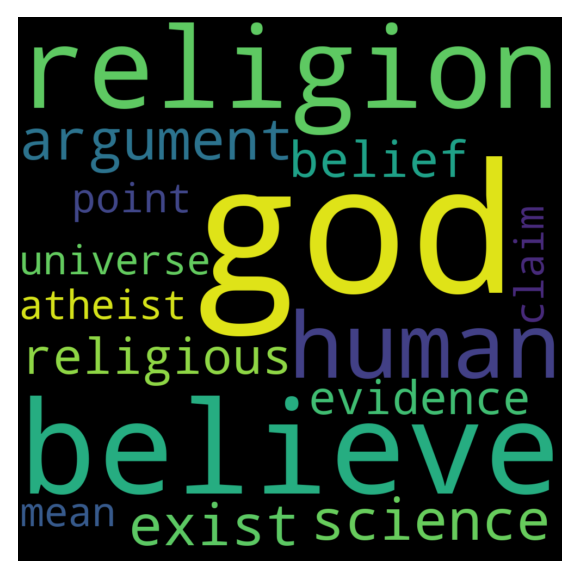 religion
argument
belief
point
god
claim
universe
atheist
human
religious
evidence
believe
mean
exist
science